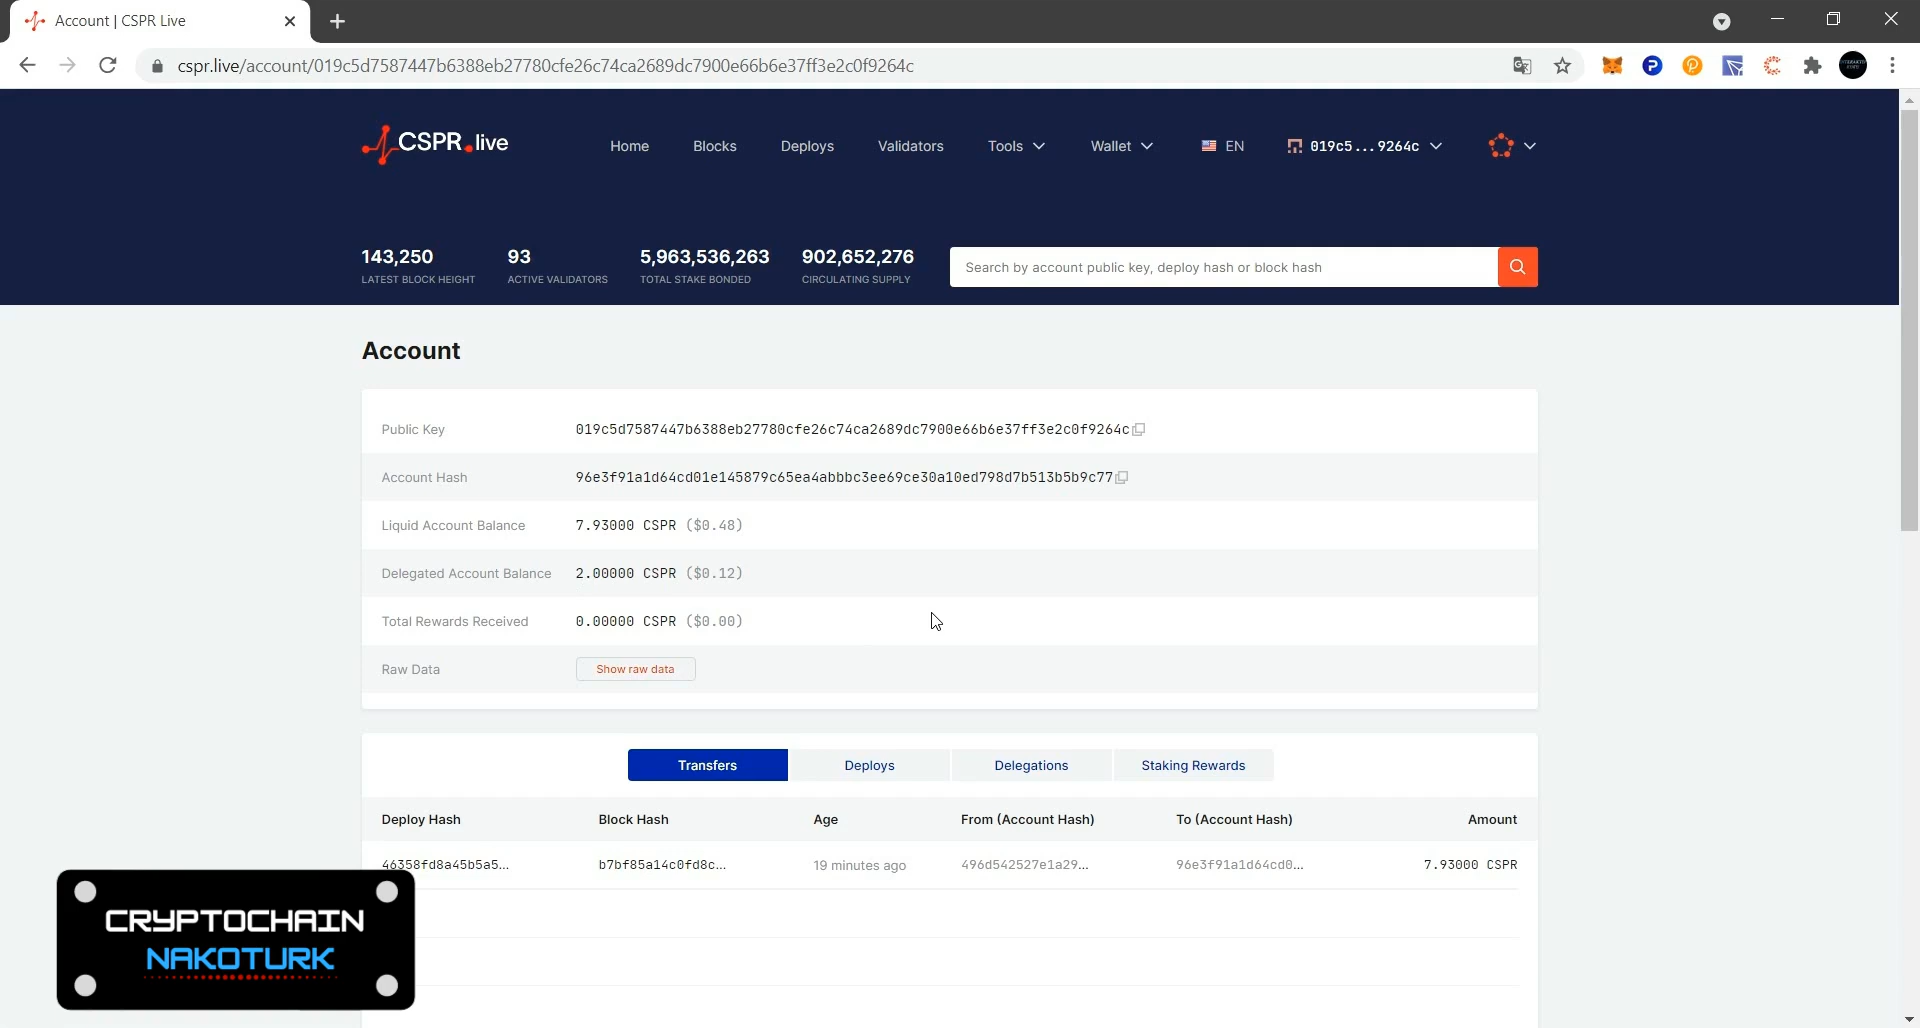 Account | CSPR Live
cspr.live/account/019c5d7587447b6388eb27780cfe26c74ca2689dc7900e66b6e37ff3e2c0f9264c
CSPR.live
Home
Blocks
Deploys
Validators
Tools
Wallet
EN
019c5...9264c
143,250
LATEST BLOCK HEIGHT
93
ACTIVE VALIDATORS
5,963,536,263
TOTAL STAKE BONDED
902,652,276
CIRCULATING SUPPLY
Search by account public key, deploy hash or block hash
Account
Public Key 019c5d7587447b6388eb27780cfe26c74ca2689dc7900e66b6e37ff3e2c0f9264c
Account Hash 96e3f91a1d64cd01e145879c65ea4abbbc3ee69ce30a10ed798d7b513b5b9c77
Liquid Account Balance 7.93000 CSPR ($0.48)
Delegated Account Balance 2.00000 CSPR ($0.12)
Total Rewards Received 0.00000 CSPR ($0.00)
Raw Data Show raw data
Transfers Deploys Delegations Staking Rewards
Deploy Hash Block Hash Age From (Account Hash) To (Account Hash) Amount
46358fd8a45b5a5... b7bf85a14c0fd8c... 19 minutes ago 496d542527e1a29... 96e3f91a1d64cd0... 7.93000 CSPR
CRYPTOCHAIN
NAKOTURK